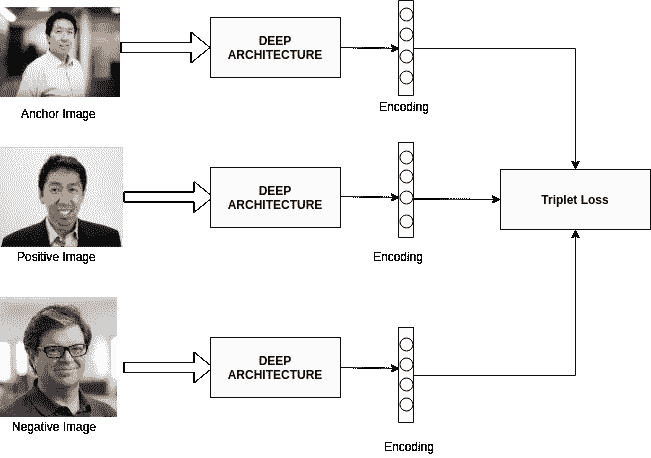 DEEP
ARCHITECTURE
Anchor Image
Encoding
DEEP
ARCHITECTURE
Triplet Loss
Positive Image
Encoding
DEEP
ARCHITECTURE
Negative Image
Encoding